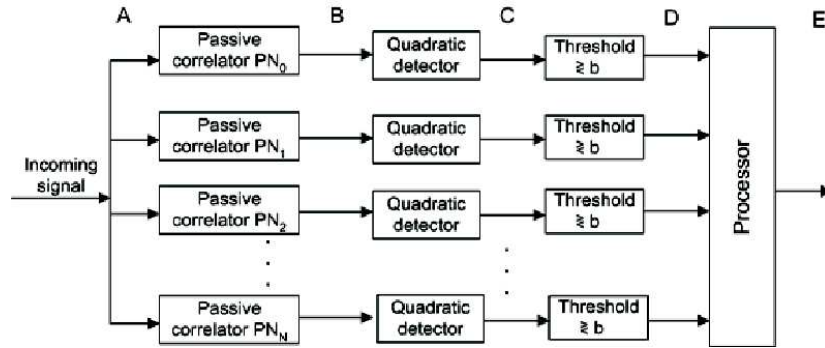 A B C D E
Passive correlator PN0
Quadratic detector
Threshold ≷ b
Passive correlator PN1
Quadratic detector
Threshold ≷ b
Incoming signal
Passive correlator PN2
Quadratic detector
Threshold ≷ b
Processor
Passive correlator PNN
Quadratic detector
Threshold ≷ b